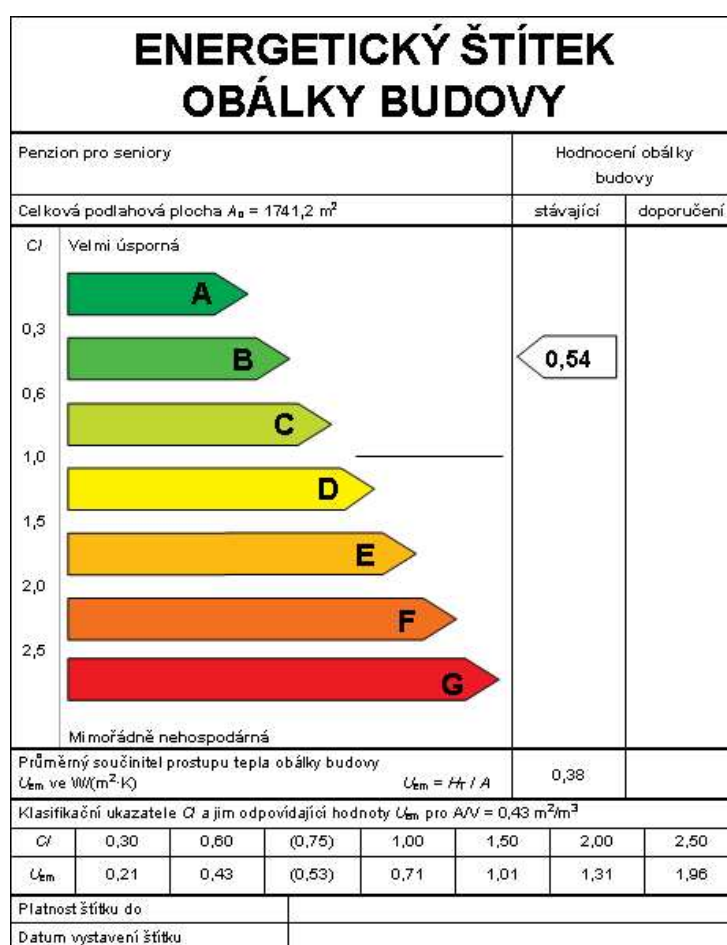 ENERGETICKÝ ŠTÍTEK
OBÁLKY BUDOVY
Penzion pro seniory
Hodnocení obálky
budovy
Celková podlahová plocha Aₒ = 1741,2 m²
stávající
doporučení
CI Velmi úsporná
A
0,3
B
0,54
0,6
C
1,0
D
1,5
E
2,0
F
2,5
G
Mimořádně nehospodárná
Průměrný součinitel prostupu tepla obálky budovy
Uem ve W/(m²·K) Uem = HT / A
0,38
Klasifikační ukazatele CI a jim odpovídající hodnoty Uem pro A/V = 0,43 m²/m³
CI 0,30 0,60 (0,75) 1,00 1,50 2,00 2,50
Uem 0,21 0,43 (0,53) 0,71 1,01 1,31 1,96
Platnost štítku do
Datum vystavení štítku